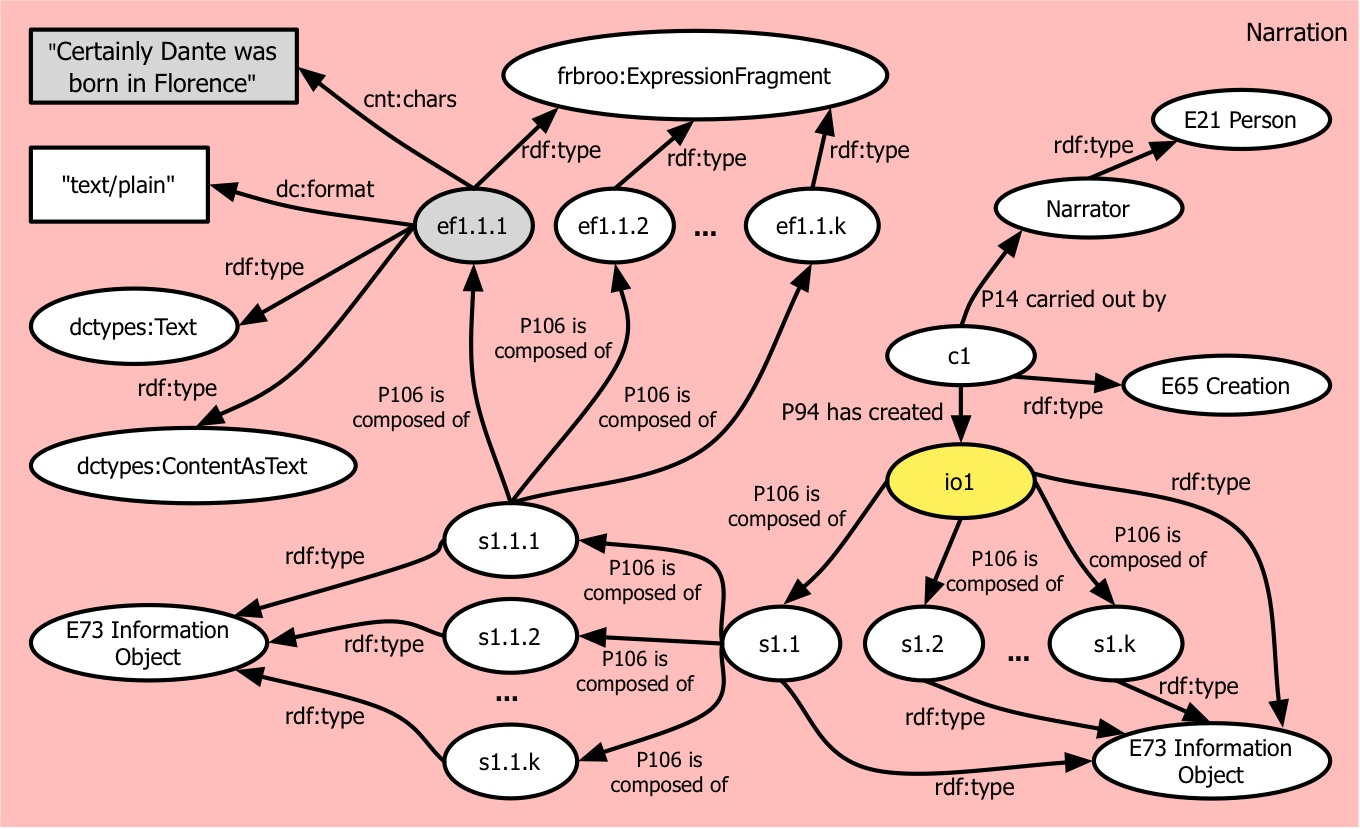 Narration
"Certainly Dante was
born in Florence"
cnt:chars
frbroo:ExpressionFragment
E21 Person
rdf:type
rdf:type
rdf:type
rdf:type
"text/plain"
dc:format
ef1.1.1
ef1.1.2
...
ef1.1.k
Narrator
rdf:type
P14 carried out by
dctypes:Text
P106 is
composed of
c1
E65 Creation
rdf:type
rdf:type
P106 is
composed of
P106 is
composed of
P94 has created
dctypes:ContentAsText
io1
P106 is
composed of
rdf:type
s1.1.1
rdf:type
P106 is
composed of
P106 is
composed of
P106 is
composed of
E73 Information
Object
rdf:type
s1.1.2
P106 is
composed of
s1.1
s1.2
...
s1.k
...
rdf:type
rdf:type
rdf:type
s1.1.k
P106 is
composed of
rdf:type
E73 Information
Object